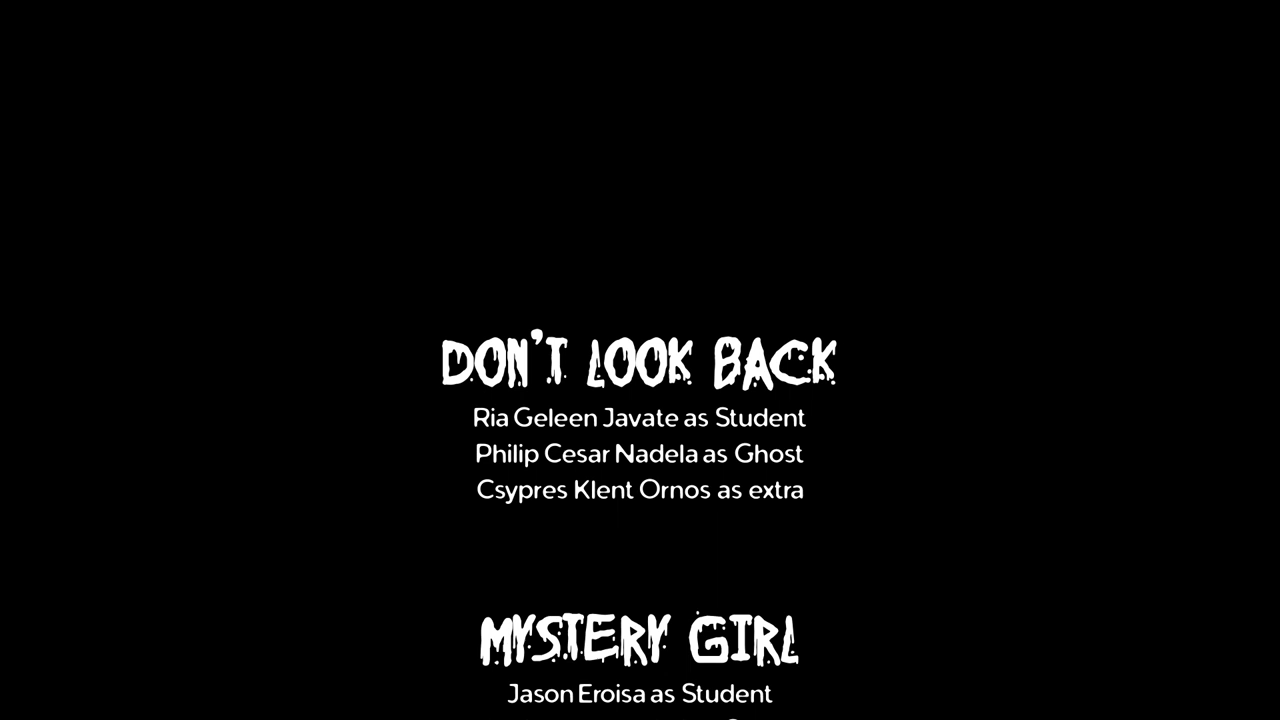 DON'T LOOK BACK
Ria Geleen Javate as Student
Philip Cesar Nadela as Ghost
Csypres Klent Ornos as extra
MYSTERY GIRL
Jason Eroisa as Student